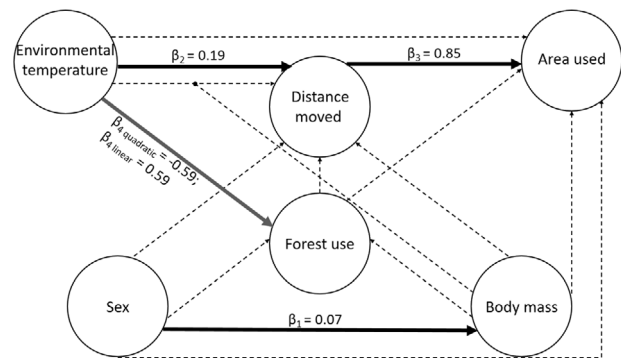 Environmental
temperature
β2 = 0.19
β3 = 0.85
Area used
Distance
moved
β4 quadratic = -0.59;
β4 linear = 0.59
Forest use
Sex
β1 = 0.07
Body mass